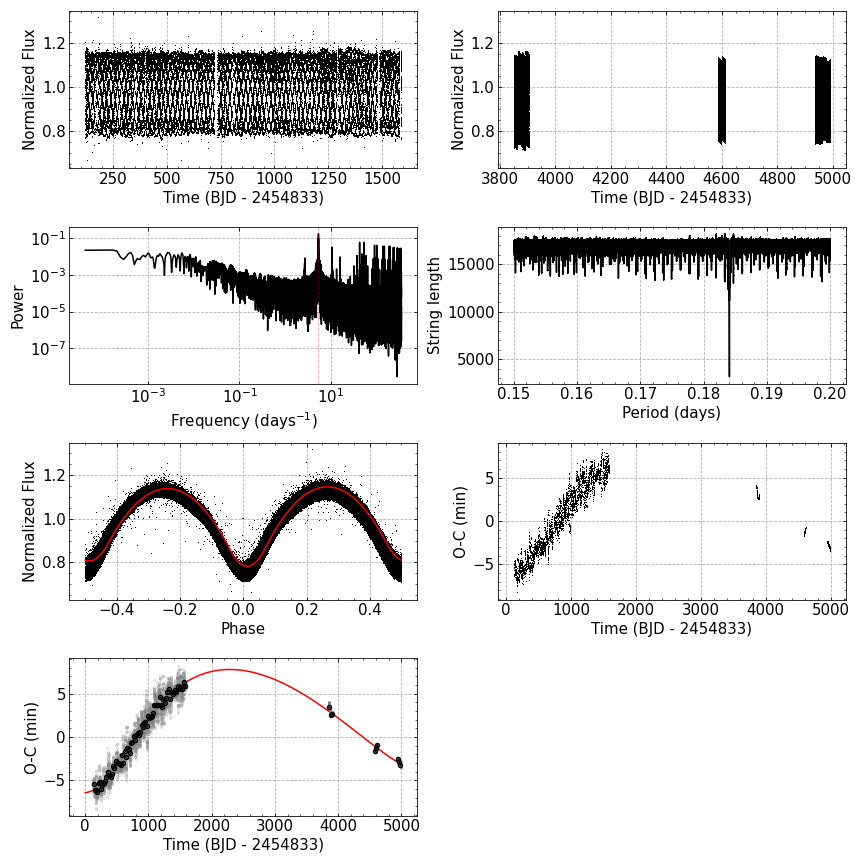 Normalized Flux
1.2
1.0
0.8
250 500 750 1000 1250 1500
Time (BJD - 2454833)
Normalized Flux
1.2
1.0
0.8
3800 4000 4200 4400 4600 4800 5000
Time (BJD - 2454833)
Power
10⁻¹
10⁻³
10⁻⁵
10⁻⁷
10⁻³ 10⁻¹ 10¹
Frequency (days⁻¹)
String length
15000
10000
5000
0.15 0.16 0.17 0.18 0.19 0.20
Period (days)
Normalized Flux
1.2
1.0
0.8
−0.4 −0.2 0.0 0.2 0.4
Phase
O-C (min)
5
0
−5
0 1000 2000 3000 4000 5000
Time (BJD - 2454833)
O-C (min)
5
0
−5
0 1000 2000 3000 4000 5000
Time (BJD - 2454833)